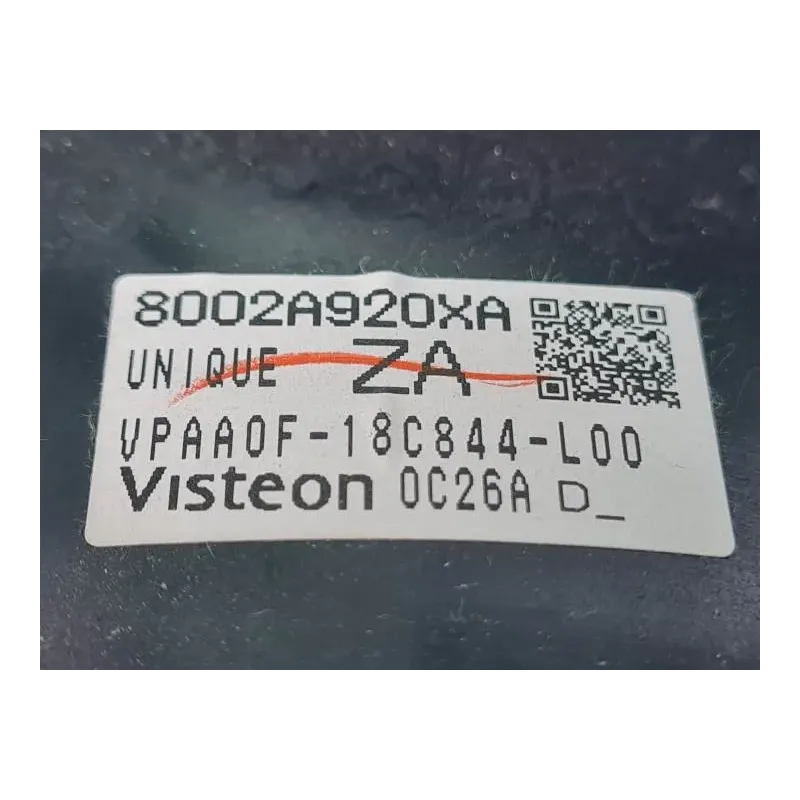 8002A920XA
UNIQUE ZA
VPAA0F-18C844-L00
Visteon 0C26A D_